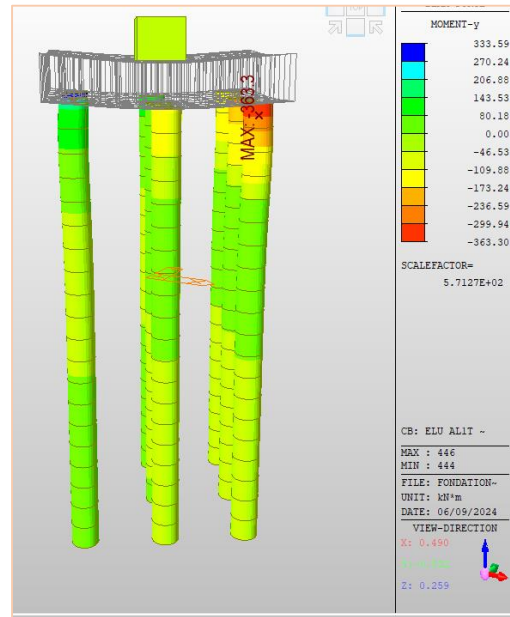 MOMENT-y
333.59
270.24
206.88
143.53
80.18
0.00
-46.53
-109.88
-173.24
-236.59
-299.94
-363.30
SCALEFACTOR=
5.7127E+02
MAX: -363.3
CB: ELU AL1T ~
MAX : 446
MIN : 444
FILE: FONDATION~
UNIT: kN*m
DATE: 06/09/2024
VIEW-DIRECTION
X: 0.490
Z: 0.259